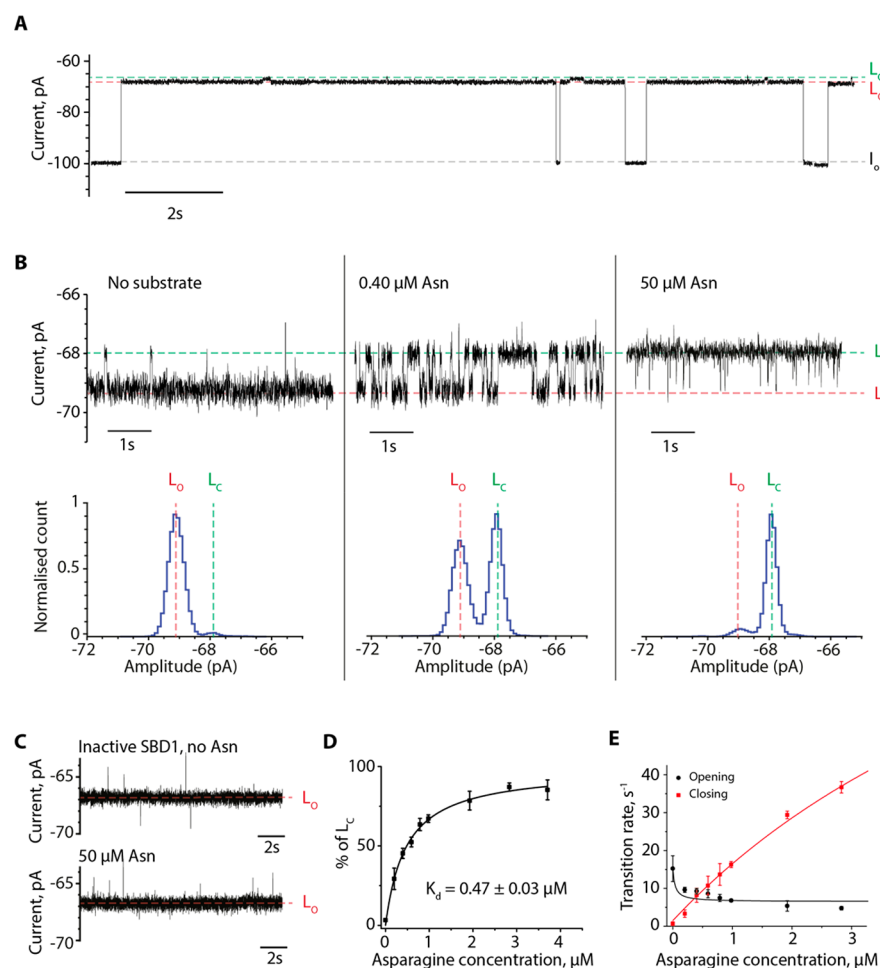 A
Current, pA
-60
-80
-100
L
L
I
2s
B
No substrate
0.40 µM Asn
50 µM Asn
Current, pA
-66
-68
-70
L
L
1s
1s
1s
Normalised count
1
0.5
0
Lo Lc
Lo Lc
Lo Lc
-72 -70 -68 -66
-72 -70 -68 -66
-72 -70 -68 -66
Amplitude (pA)
Amplitude (pA)
Amplitude (pA)
C
Inactive SBD1, no Asn
Current, pA
-65
-70
Lo
2s
50 µM Asn
Current, pA
-65
-70
Lo
2s
D
% of Lc
100
50
0
Kd = 0.47 ± 0.03 µM
0 1 2 3 4
Asparagine concentration, µM
E
Transition rate, s-1
40
30
20
10
0
Opening
Closing
0 1 2 3
Asparagine concentration, µM